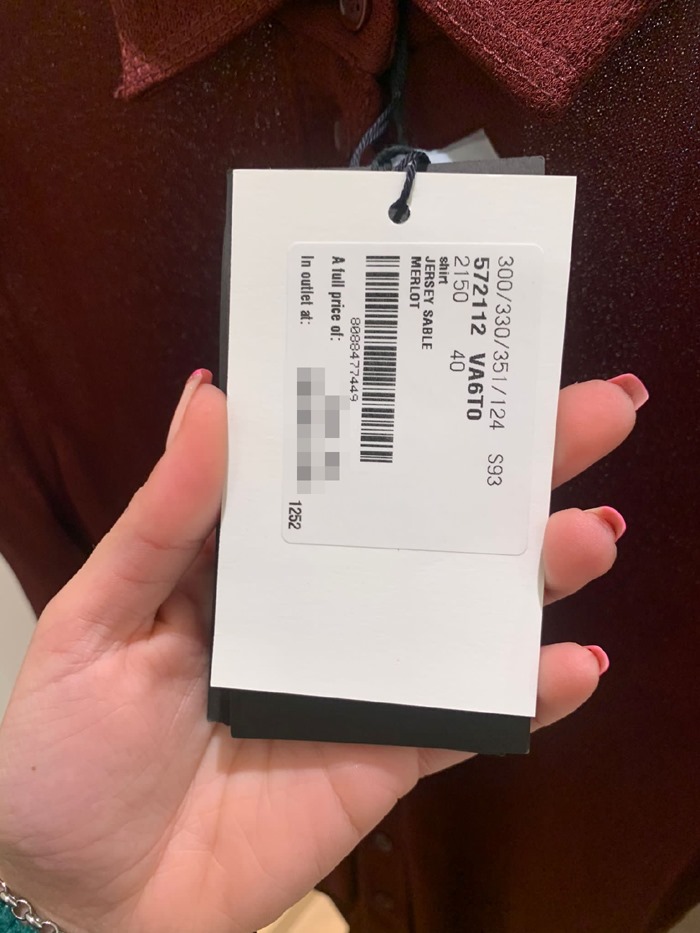 300/330/351/124 S93
572112 VA6T0
2150 40
shirt
JERSEY SABLE
MERLOT
8088477449
A full price of:
In outlet at:
1252